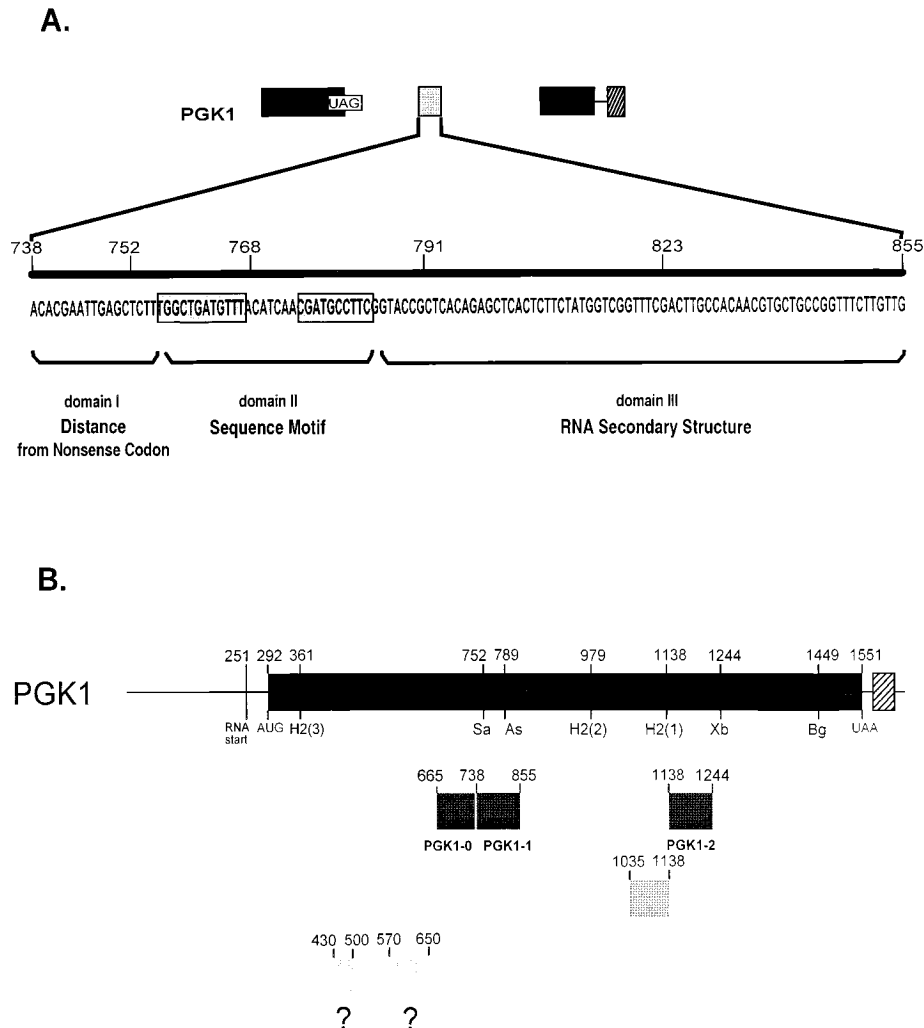 A.
PGK1
UAG
738 752 768 791 823 855
ACACGAATTGAGCTCTTTGGCTGATGTTTACATCAACGATGCCTTCGGTACCGCTCACAGAGCTCACTCTTCTATGGTCGGTTTCGACTTGCCACAACGTGCTGCCGGTTTCTTGTTG
domain I domain II domain III
Distance Sequence Motif RNA Secondary Structure
from Nonsense Codon
B.
251 292 361 752 789 979 1138 1244 1449 1551
PGK1
RNA start AUG H2(3) Sa As H2(2) H2(1) Xb Bg UAA
665 738 855 1138 1244
PGK1-0 PGK1-1 PGK1-2
1035 1138
430 500 570 650
? ?